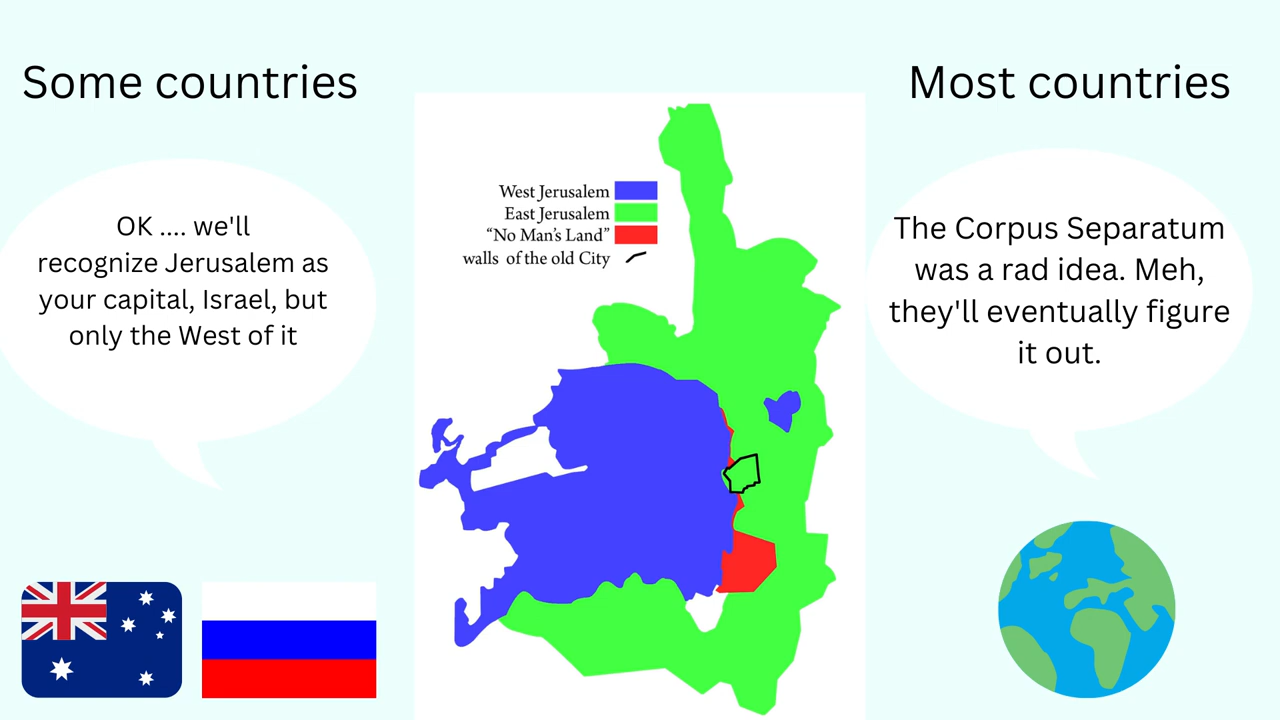 Some countries
Most countries
OK .... we'll
recognize Jerusalem as
your capital, Israel, but
only the West of it
West Jerusalem
East Jerusalem
“No Man’s Land”
walls of the old City
The Corpus Separatum
was a rad idea. Meh,
they'll eventually figure
it out.